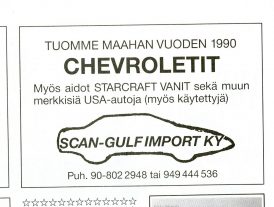 TUOMME MAAHAN VUODEN 1990
CHEVROLETIT
Myös aidot STARCRAFT VANIT sekä muun
merkkisiä USA-autoja (myös käytettyjä)
SCAN-GULF IMPORT KY
Puh. 90-802 2948 tai 949 444 536